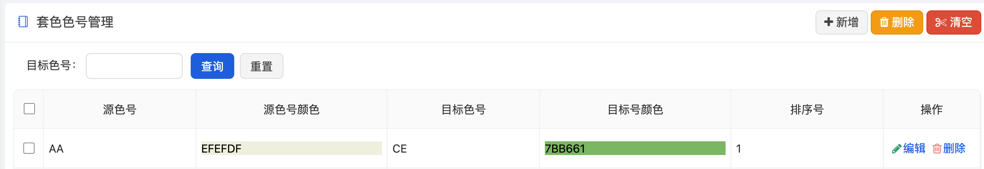 套色色号管理
新增 删除 清空
目标色号： 查询 重置
源色号 源色号颜色 目标色号 目标号颜色 排序号 操作
AA EFEFDF CE 7BB661 1 编辑 删除